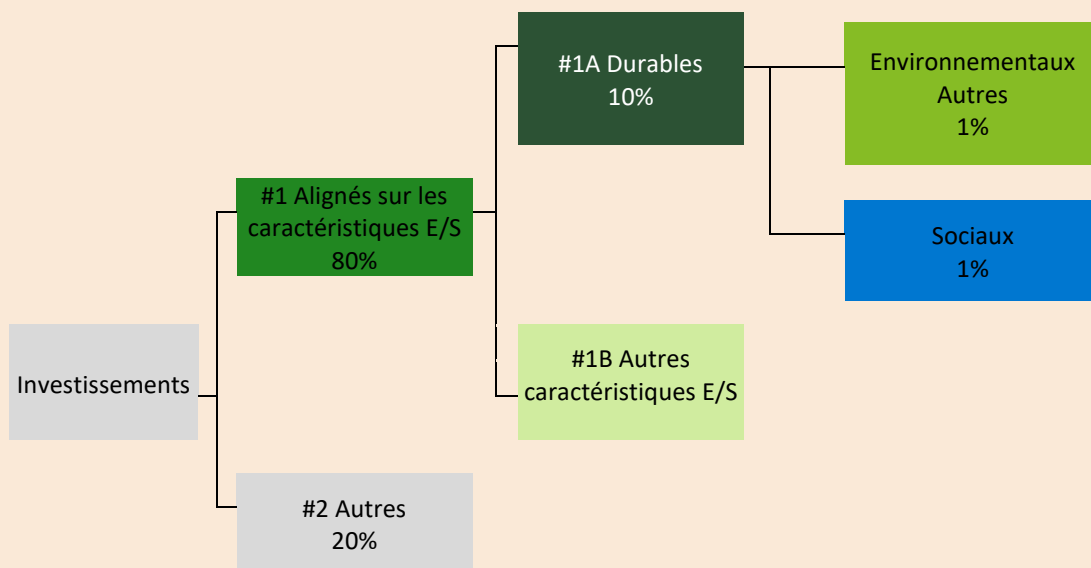 #1A Durables
10%
Environnementaux
Autres
1%
#1 Alignés sur les
caractéristiques E/S
80%
Sociaux
1%
Investissements
#1B Autres
caractéristiques E/S
#2 Autres
20%